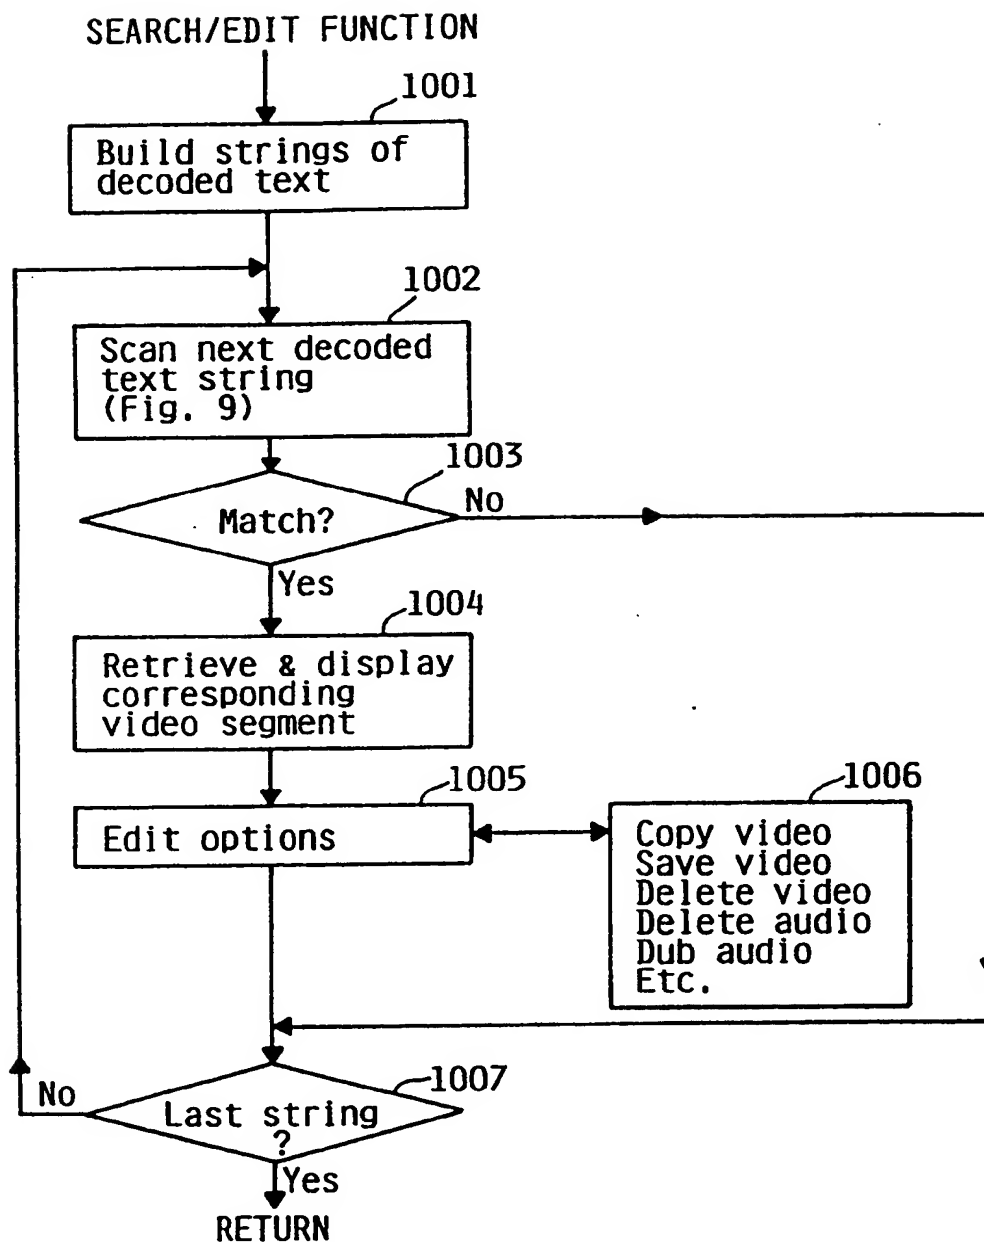 SEARCH/EDIT FUNCTION
1001
Build strings of
decoded text
1002
Scan next decoded
text string
(Fig. 9)
1003
Match?
No
Yes
1004
Retrieve & display
corresponding
video segment
1005
Edit options
1006
Copy video
Save video
Delete video
Delete audio
Dub audio
Etc.
1007
Last string
?
No
Yes
RETURN